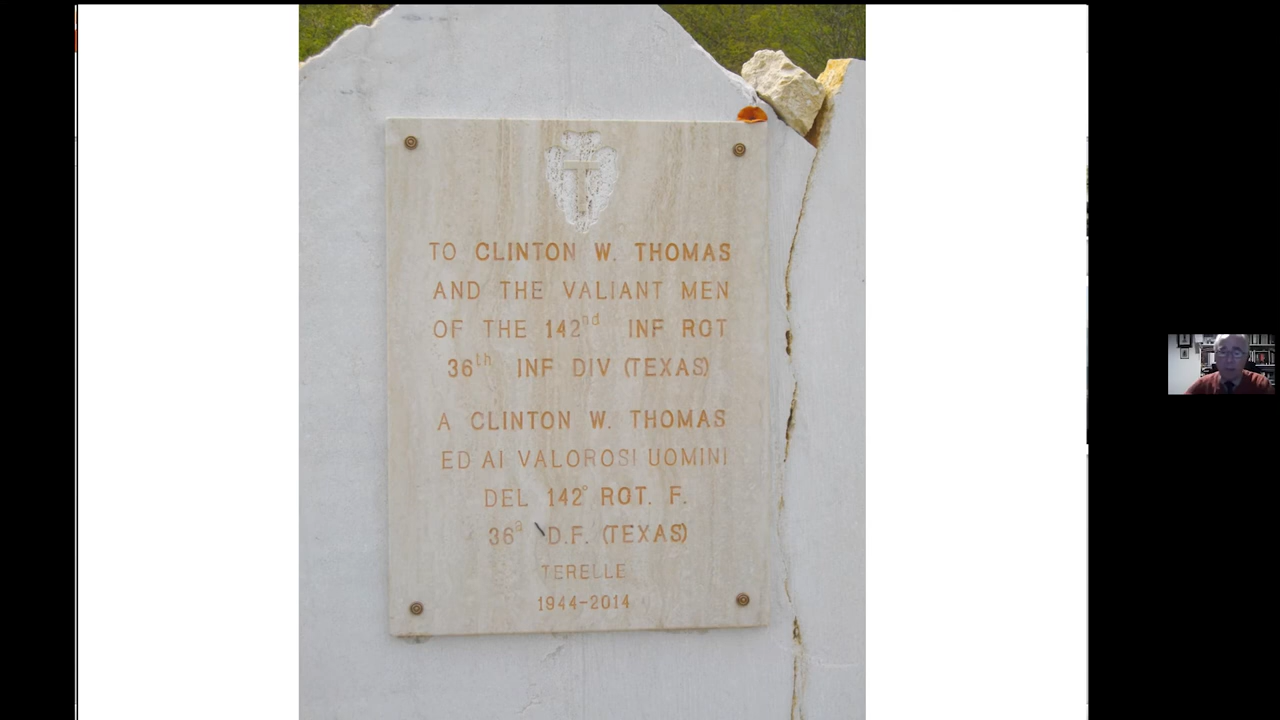 TO CLINTON W. THOMAS
AND THE VALIANT MEN
OF THE 142nd INF RGT
36th INF DIV (TEXAS)
A CLINTON W. THOMAS
ED AI VALOROSI UOMINI
DEL 142° RGT. F.
36a D.F. (TEXAS)
TERELLE
1944-2014